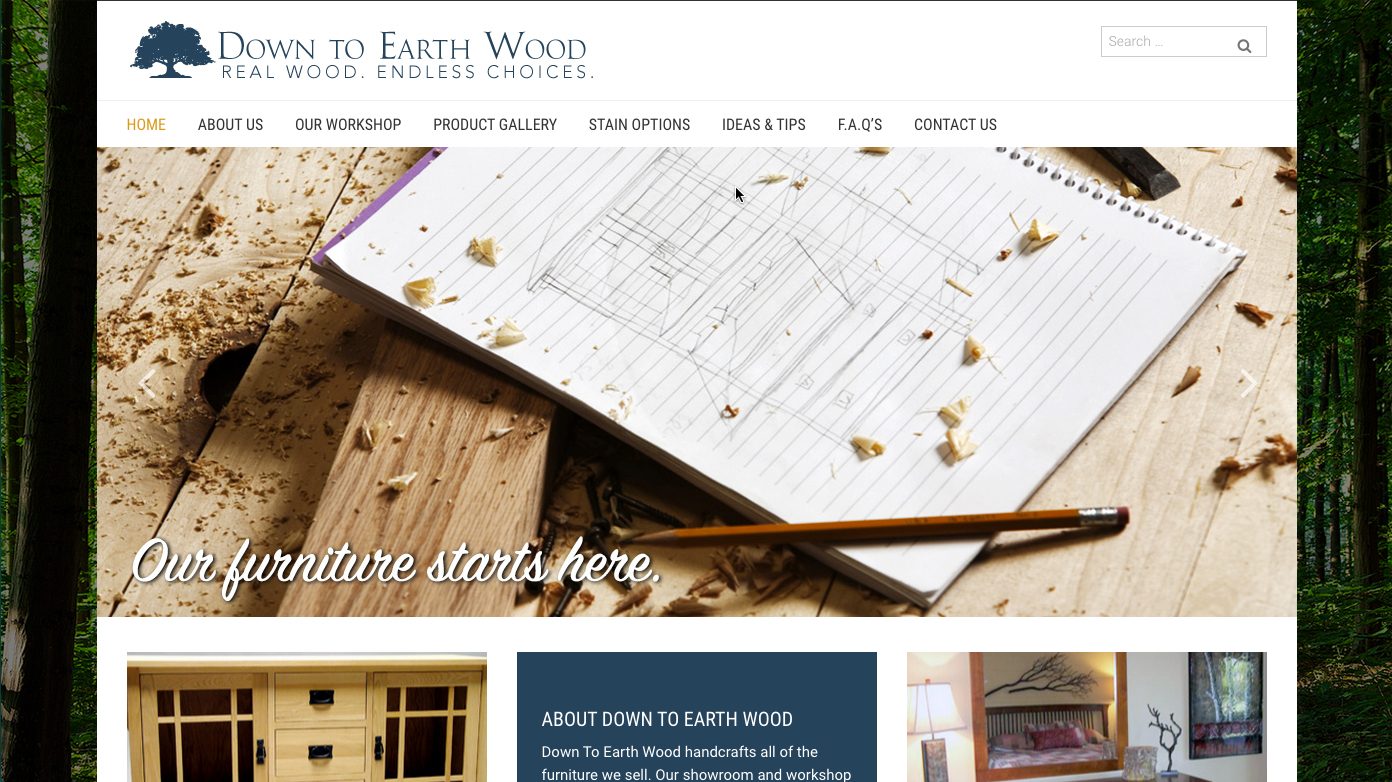 DOWN TO EARTH WOOD
REAL WOOD. ENDLESS CHOICES.
Search ...
HOME ABOUT US OUR WORKSHOP PRODUCT GALLERY STAIN OPTIONS IDEAS & TIPS F.A.Q'S CONTACT US
Our furniture starts here.
ABOUT DOWN TO EARTH WOOD
Down To Earth Wood handcrafts all of the
furniture we sell. Our showroom and workshop